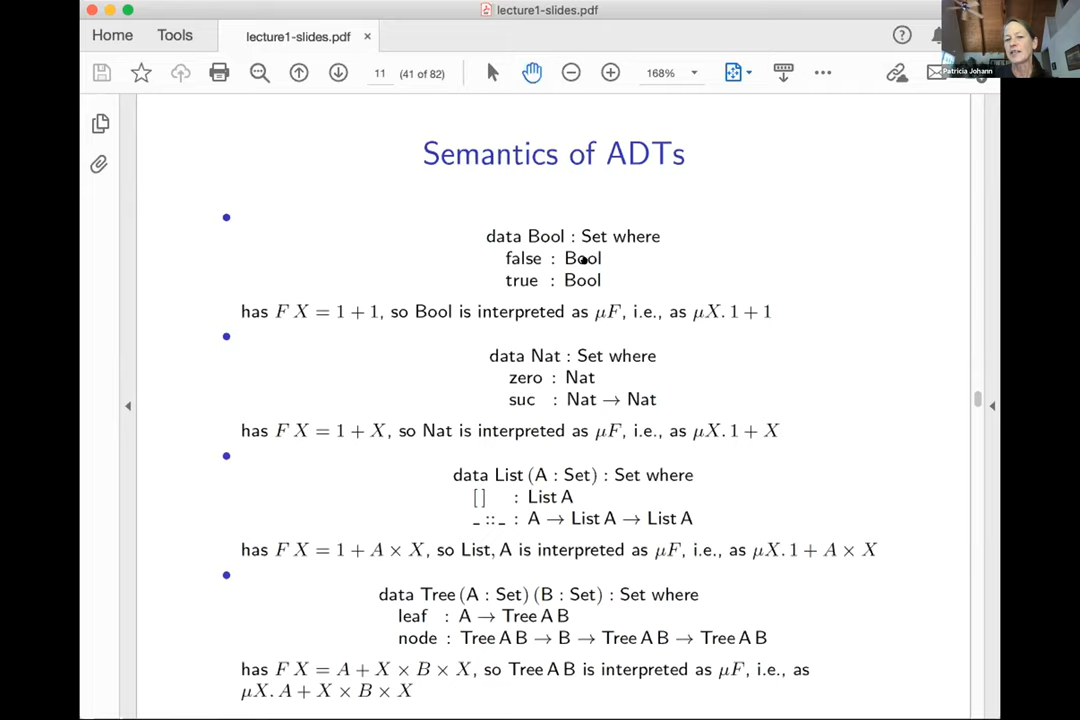 lecture1-slides.pdf
Home
Tools
lecture1-slides.pdf ×
Patricia Johann
11 (41 of 82)
168%
Semantics of ADTs
data Bool : Set where
false : Bool
true : Bool
has F X = 1 + 1, so Bool is interpreted as μF, i.e., as μX. 1 + 1
data Nat : Set where
zero : Nat
suc : Nat → Nat
has F X = 1 + X, so Nat is interpreted as μF, i.e., as μX. 1 + X
data List (A : Set) : Set where
[ ] : List A
_ :: _ : A → List A → List A
has F X = 1 + A × X, so List, A is interpreted as μF, i.e., as μX. 1 + A × X
data Tree (A : Set) (B : Set) : Set where
leaf : A → Tree A B
node : Tree A B → B → Tree A B → Tree A B
has F X = A + X × B × X, so Tree A B is interpreted as μF, i.e., as
μX. A + X × B × X